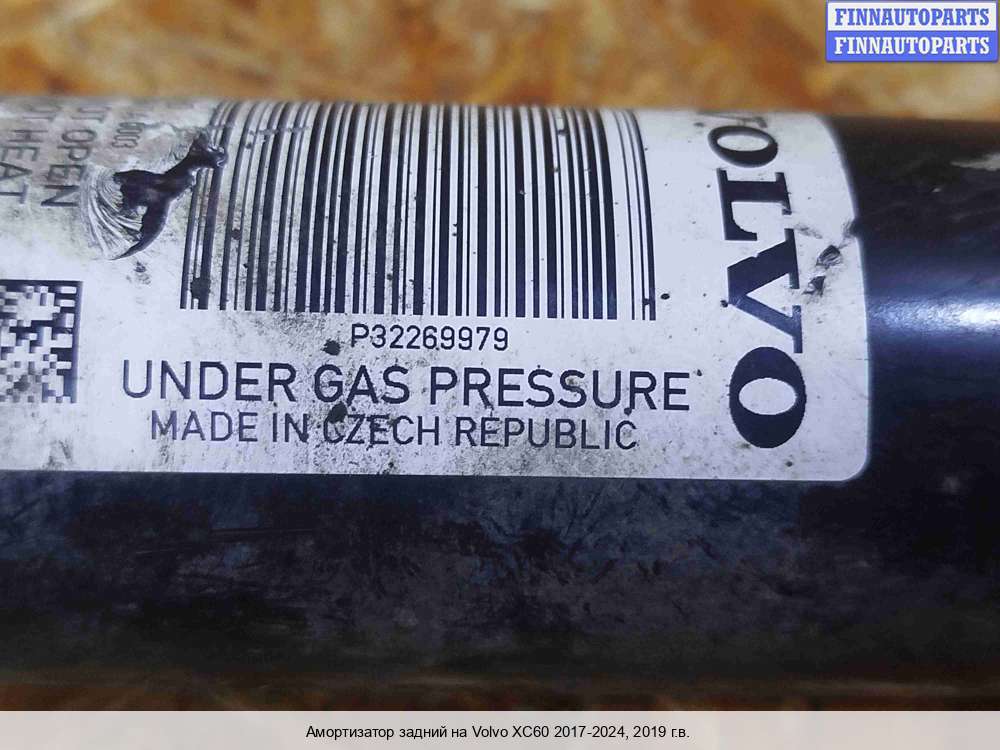 FINNAUTOPARTS
FINNAUTOPARTS
VOLVO
OPEN
HEAT
P32269979
UNDER GAS PRESSURE
MADE IN CZECH REPUBLIC
Амортизатор задний на Volvo XC60 2017-2024, 2019 г.в.